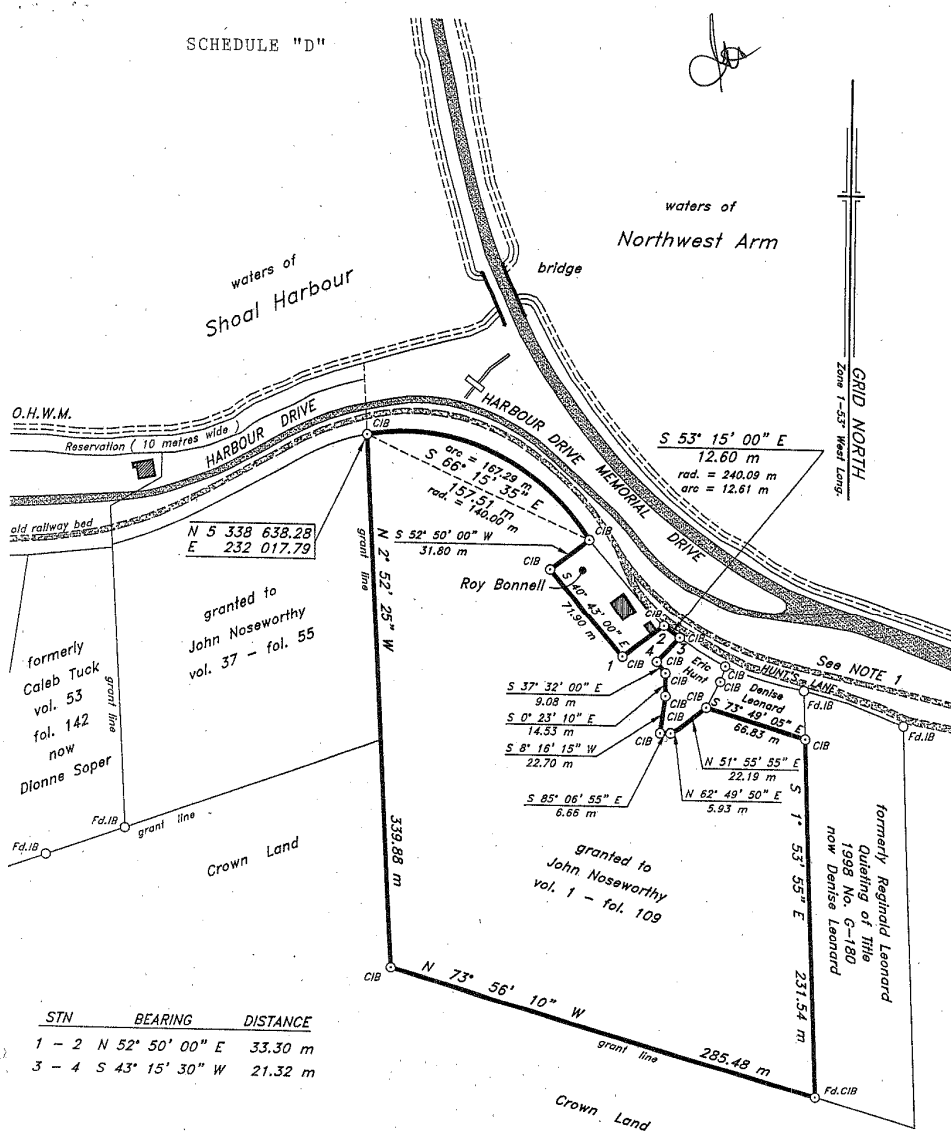 SCHEDULE "D"
waters of
Northwest Arm
bridge
waters of
Shoal Harbour
GRID NORTH
Zone 1-53° West Long.
O.H.W.M.
Reservation ( 10 metres wide )
HARBOUR DRIVE
CIB
HARBOUR DRIVE
MEMORIAL
DRIVE
S 53° 15' 00" E
12.60 m
rad. = 240.09 m
arc = 12.61 m
arc = 167.29 m
S 66° 15' 35" E
157.51 m
rad. = 140.00 m
old railway bed
N 5 338 638.28
E 232 017.79
grant line
N 2° 52' 25" W
339.88 m
S 52° 50' 00" W
31.80 m
CIB
CIB
Roy Bonnell
S 40° 43' 00" E
71.90 m
CIB
2
3
CIB
1
CIB
4
CIB
Eric
Hunt
Denise
Leonard
CIB
CIB
See NOTE 1
HUNT'S LANE
Fd.IB
Fd.IB
granted to
John Noseworthy
vol. 37 - fol. 55
formerly
Caleb Tuck
vol. 53
fol. 142
now
Dionne Soper
grant line
S 37° 32' 00" E
9.08 m
S 0° 23' 10" E
14.53 m
S 8° 16' 15" W
22.70 m
S 85° 06' 55" E
6.66 m
CIB
CIB
CIB
CIB
CIB
S 73° 49' 05" E
66.83 m
CIB
N 51° 55' 55" E
22.19 m
N 62° 49' 50" E
5.93 m
S 1° 53' 55" E
231.54 m
formerly Reginald Leonard
Quieting of Title
1998 No. G-180
now Denise Leonard
Fd.IB
Fd.IB
grant line
Crown Land
granted to
John Noseworthy
vol. 1 - fol. 109
CIB
N 73° 56' 10" W
285.48 m
grant line
Fd.CIB
Crown Land
STN BEARING DISTANCE
1 - 2 N 52° 50' 00" E 33.30 m
3 - 4 S 43° 15' 30" W 21.32 m